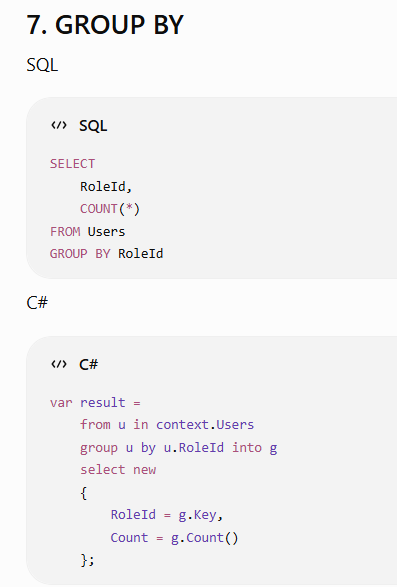 7. GROUP BY
SQL
</> SQL
SELECT
    RoleId,
    COUNT(*)
FROM Users
GROUP BY RoleId
C#
</> C#
var result =
    from u in context.Users
    group u by u.RoleId into g
    select new
    {
        RoleId = g.Key,
        Count = g.Count()
    };